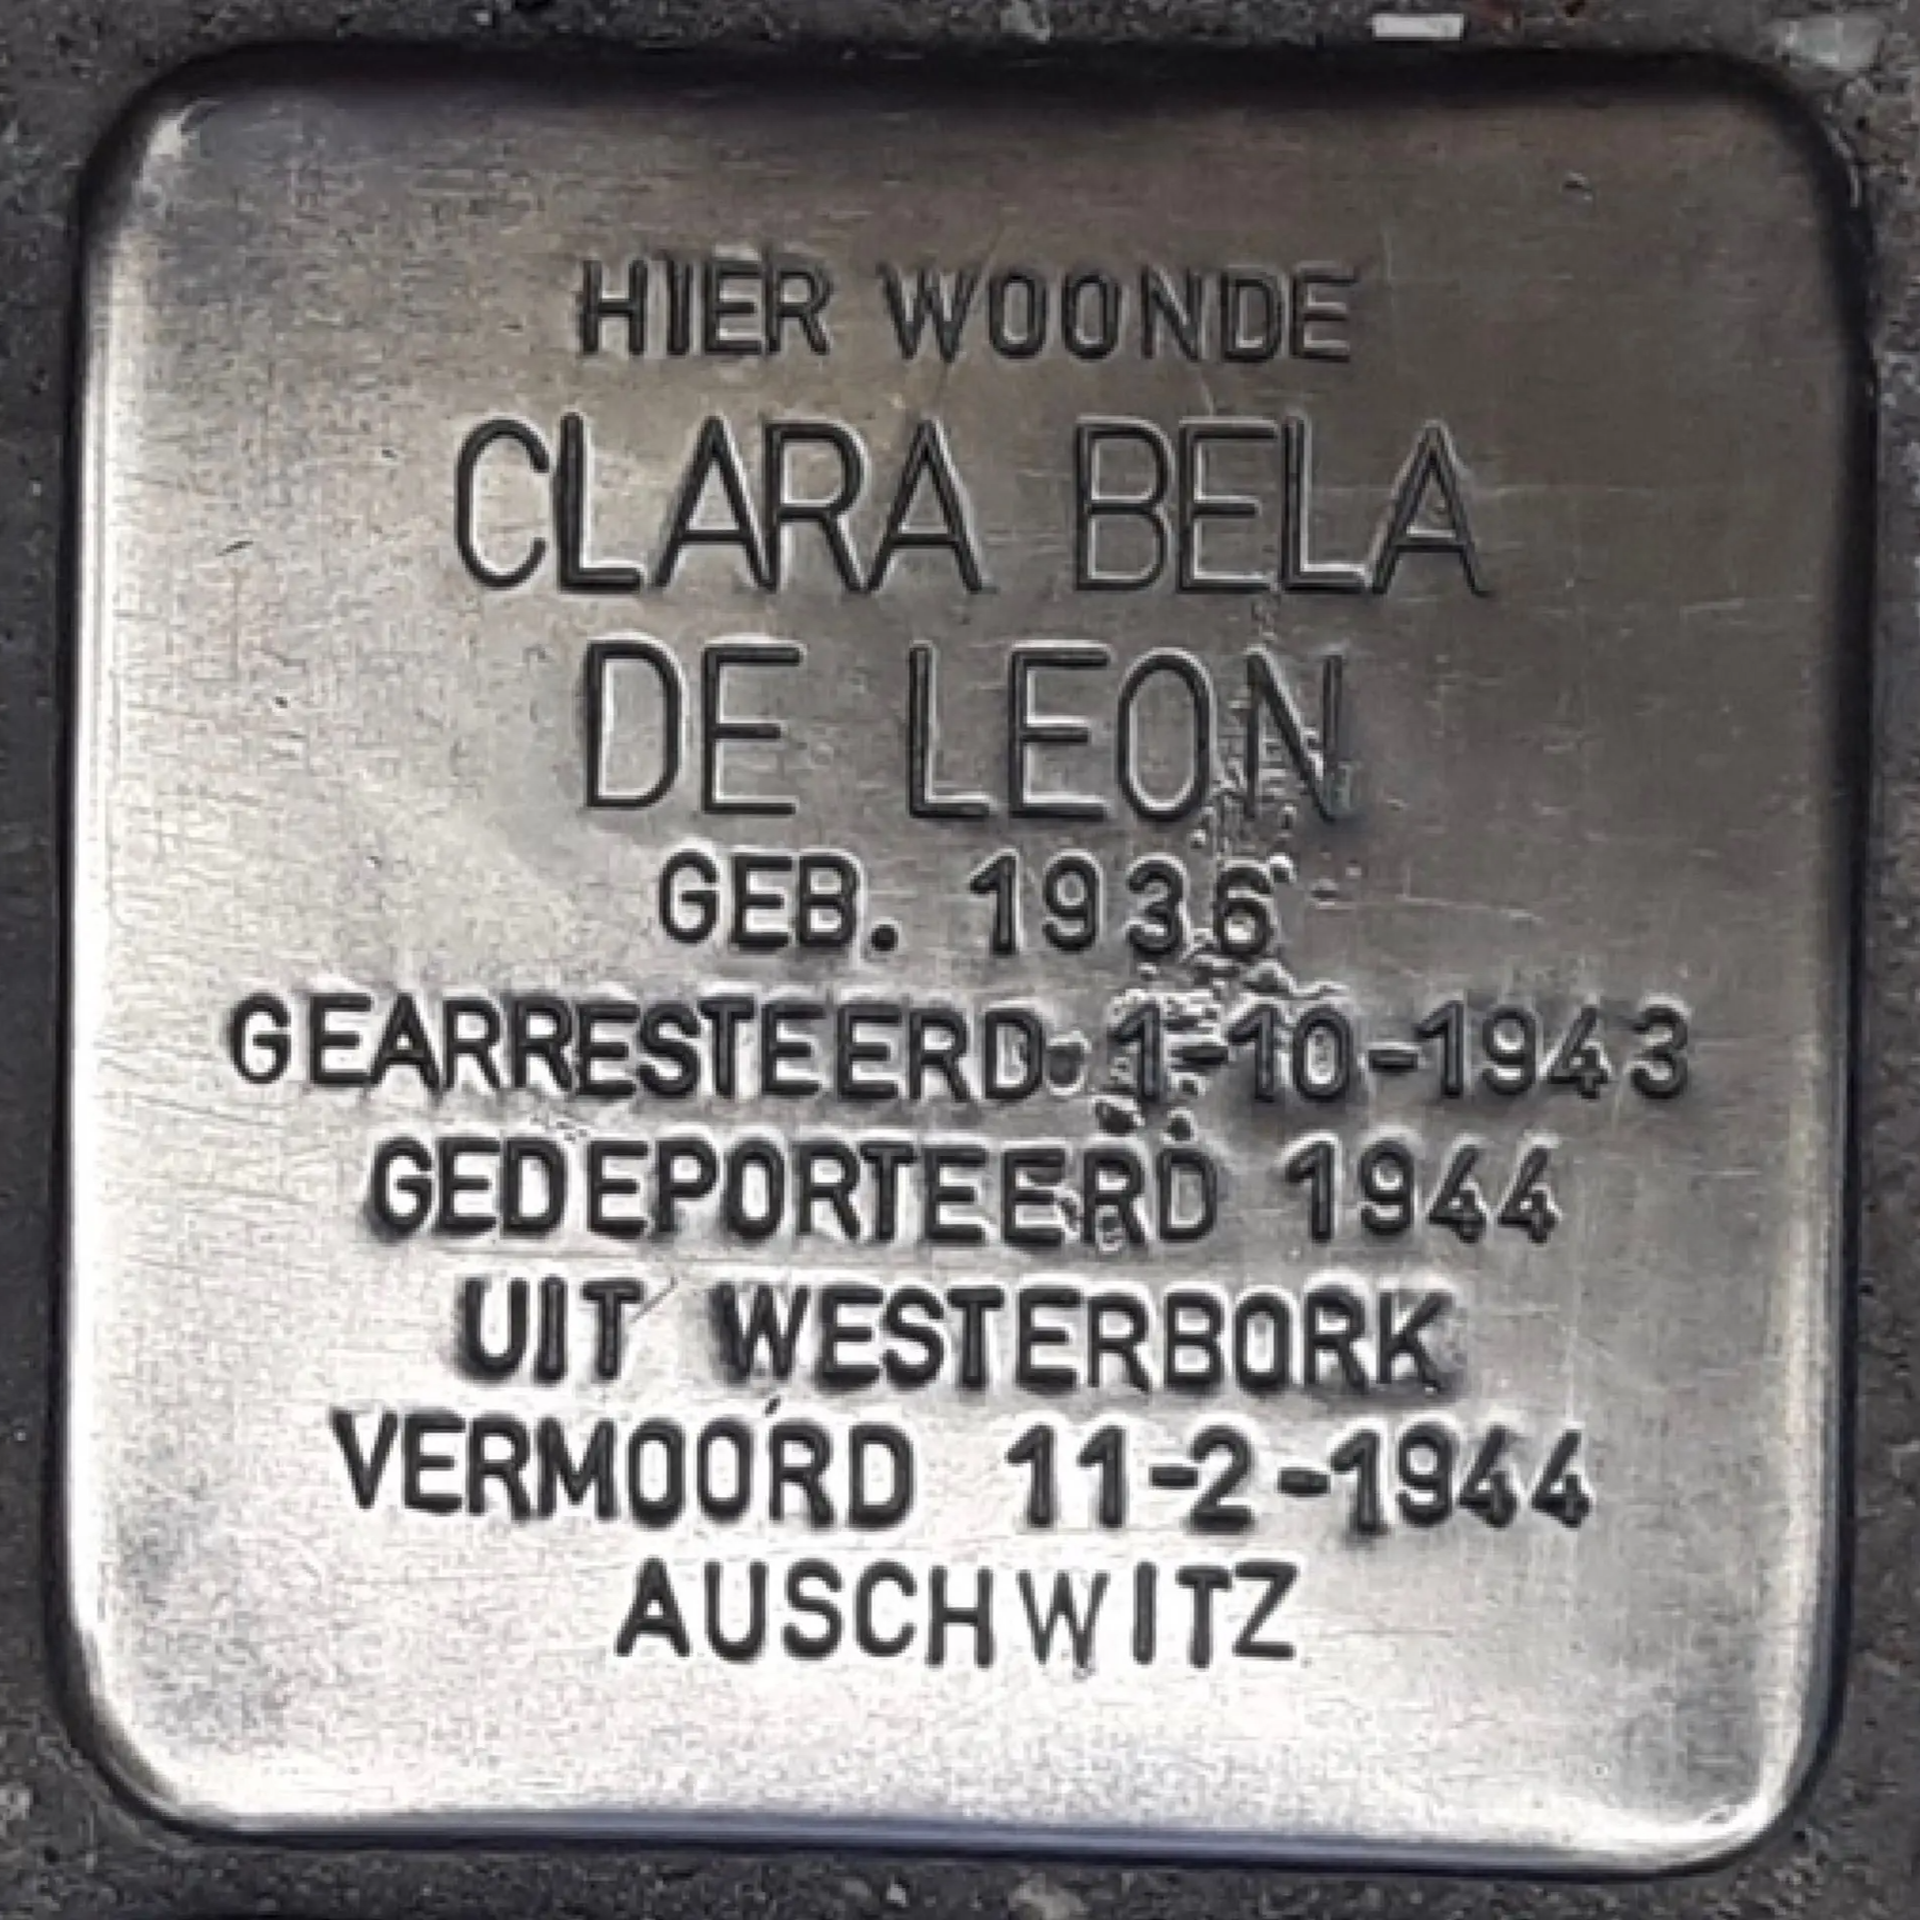 HIER WOONDE
CLARA BELA
DE LEON
GEB. 1936
GEARRESTEERD 1-10-1943
GEDEPORTEERD 1944
UIT WESTERBORK
VERMOORD 11-2-1944
AUSCHWITZ